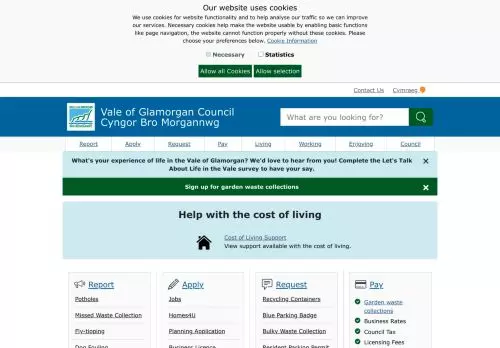 Our website uses cookies
We use cookies for website functionality and to help analyse our traffic so we can improve
our services. Necessary cookies help make the website usable by enabling basic functions
like page navigation, the website cannot function properly without these cookies. Please
choose your preferences below. Cookie Information
Necessary Statistics
Allow all Cookies Allow selection
Contact Us Cymraeg
Vale of Glamorgan Council
Cyngor Bro Morgannwg
What are you looking for?
Report Apply Request Pay Living Working Enjoying Council
What's your experience of life in the Vale of Glamorgan? We'd love to hear from you! Complete the Let's Talk
About Life in the Vale survey to have your say.
Sign up for garden waste collections
Help with the cost of living
Cost of Living Support
View support available with the cost of living.
Report
Potholes
Missed Waste Collection
Fly-tipping
Dog Fouling
Apply
Jobs
Homes4U
Planning Application
Business Licence
Request
Recycling Containers
Blue Parking Badge
Bulky Waste Collection
Resident Parking Permit
Pay
Garden waste
collections
Business Rates
Council Tax
Licensing Fees